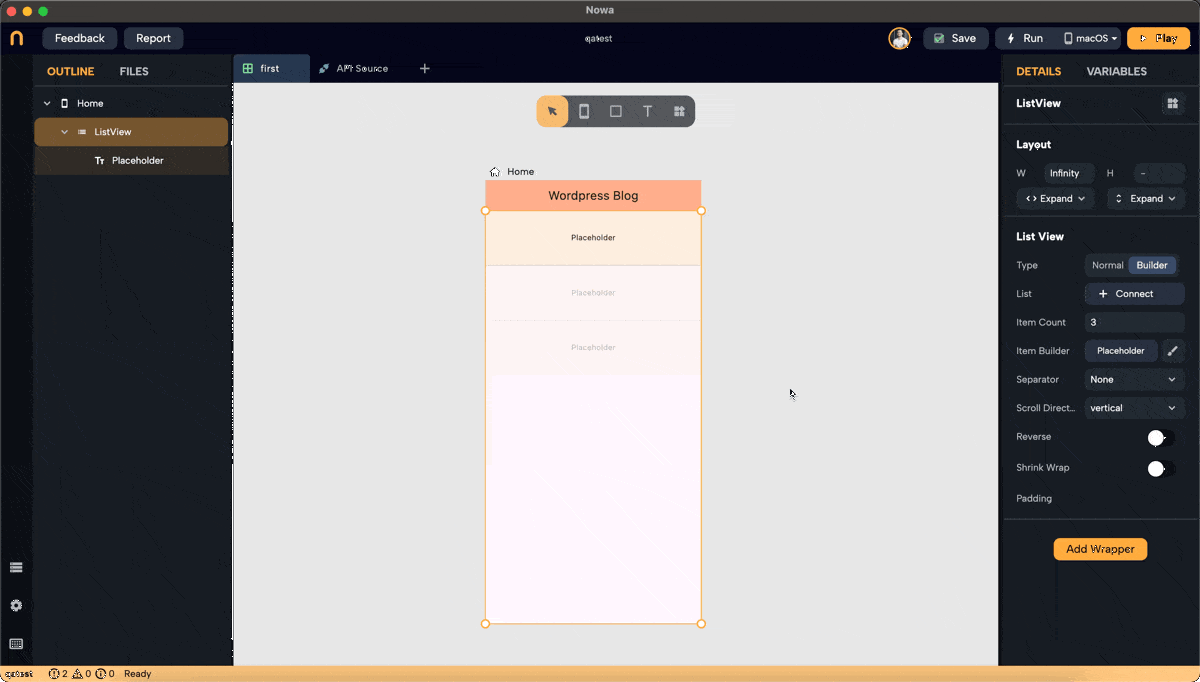 Nowa
Feedback Report qatest Save Run macOS Play
OUTLINE FILES first API Source + DETAILS VARIABLES
Home ListView
ListView
Placeholder
Layout
Home
W Infinity H -
Expand Expand
Wordpress Blog
List View
Placeholder
Type Normal Builder
List + Connect
Placeholder
Item Count 3
Placeholder
Item Builder Placeholder
Separator None
Scroll Direct... vertical
Reverse
Shrink Wrap
Padding
Add Wrapper
qatest 2 0 0 Ready